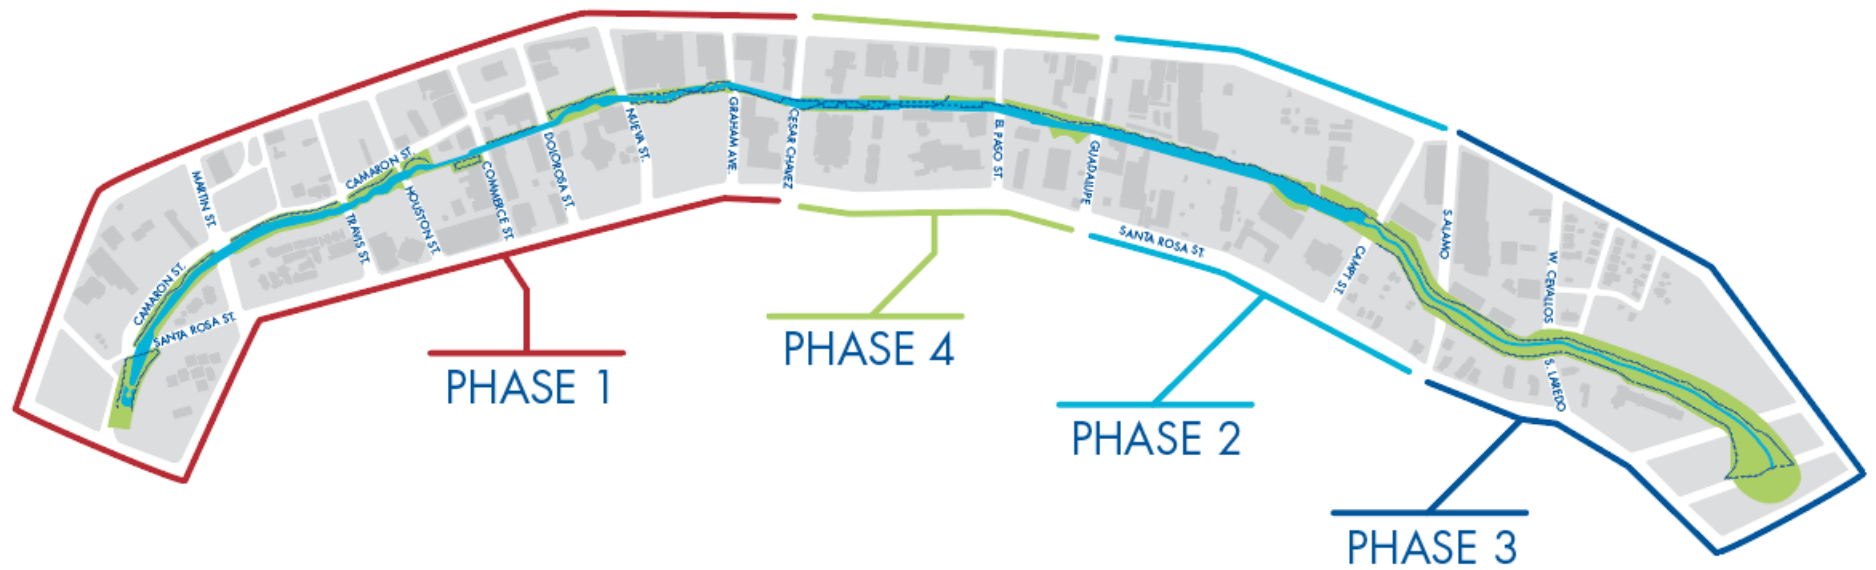 MARTIN ST.
CAMARON ST.
SANTA ROSA ST.
CAMARON ST.
TRAVIS ST.
HOUSTON ST.
COMMERCE ST.
DOLOROSA ST.
NUEVA ST.
GRAHAM AVE.
CESAR CHAVEZ
EL PASO ST.
GUADALUPE
SANTA ROSA ST.
CAMP ST.
S. ALAMO
W. CEVALLOS
S. LAREDO
PHASE 1
PHASE 4
PHASE 2
PHASE 3